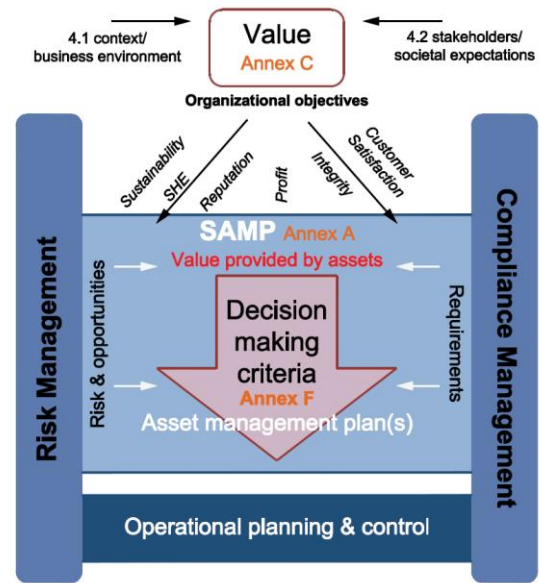 4.1 context/
business environment
Value
Annex C
4.2 stakeholders/
societal expectations
Organizational objectives
Sustainability
SHE
Reputation
Profit
Integrity
Customer
Satisfaction
Risk Management
Compliance Management
SAMP Annex A
Value provided by assets
Risk & opportunities
Requirements
Decision
making
criteria
Annex F
Asset management plan(s)
Operational planning & control